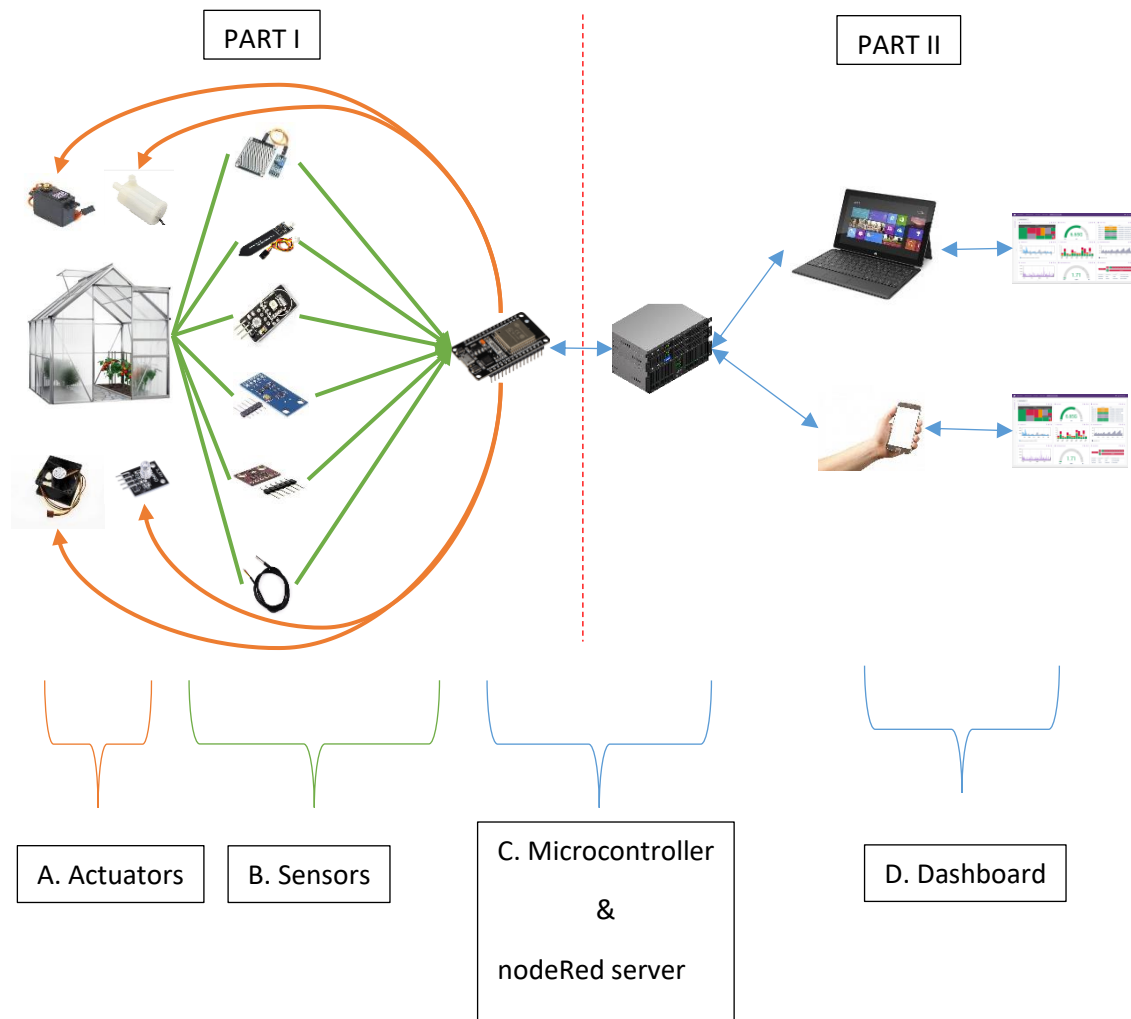 PART I
PART II
A. Actuators
B. Sensors
C. Microcontroller
&
nodeRed server
D. Dashboard